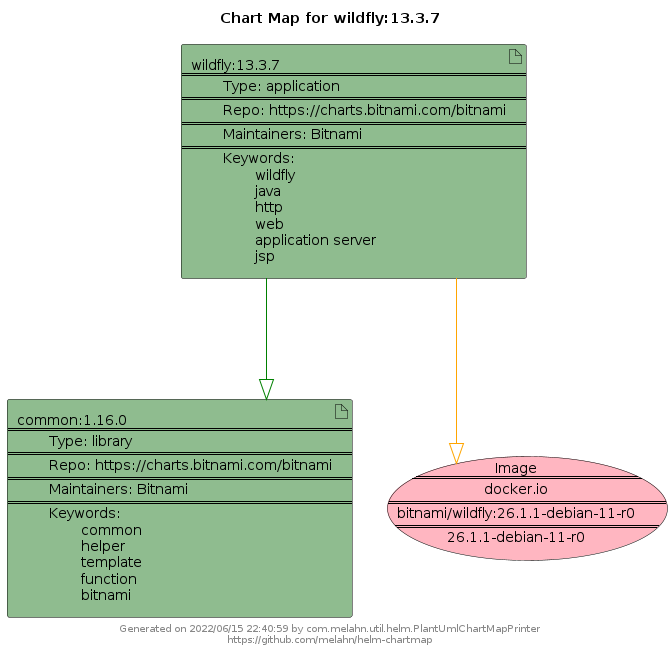 Chart Map for wildfly:13.3.7
wildfly:13.3.7
Type: application
Repo: https://charts.bitnami.com/bitnami
Maintainers: Bitnami
Keywords:
wildfly
java
http
web
application server
jsp
common:1.16.0
Type: library
Repo: https://charts.bitnami.com/bitnami
Maintainers: Bitnami
Keywords:
common
helper
template
function
bitnami
Image
docker.io
bitnami/wildfly:26.1.1-debian-11-r0
26.1.1-debian-11-r0
Generated on 2022/06/15 22:40:59 by com.melahn.util.helm.PlantUmlChartMapPrinter
https://github.com/melahn/helm-chartmap